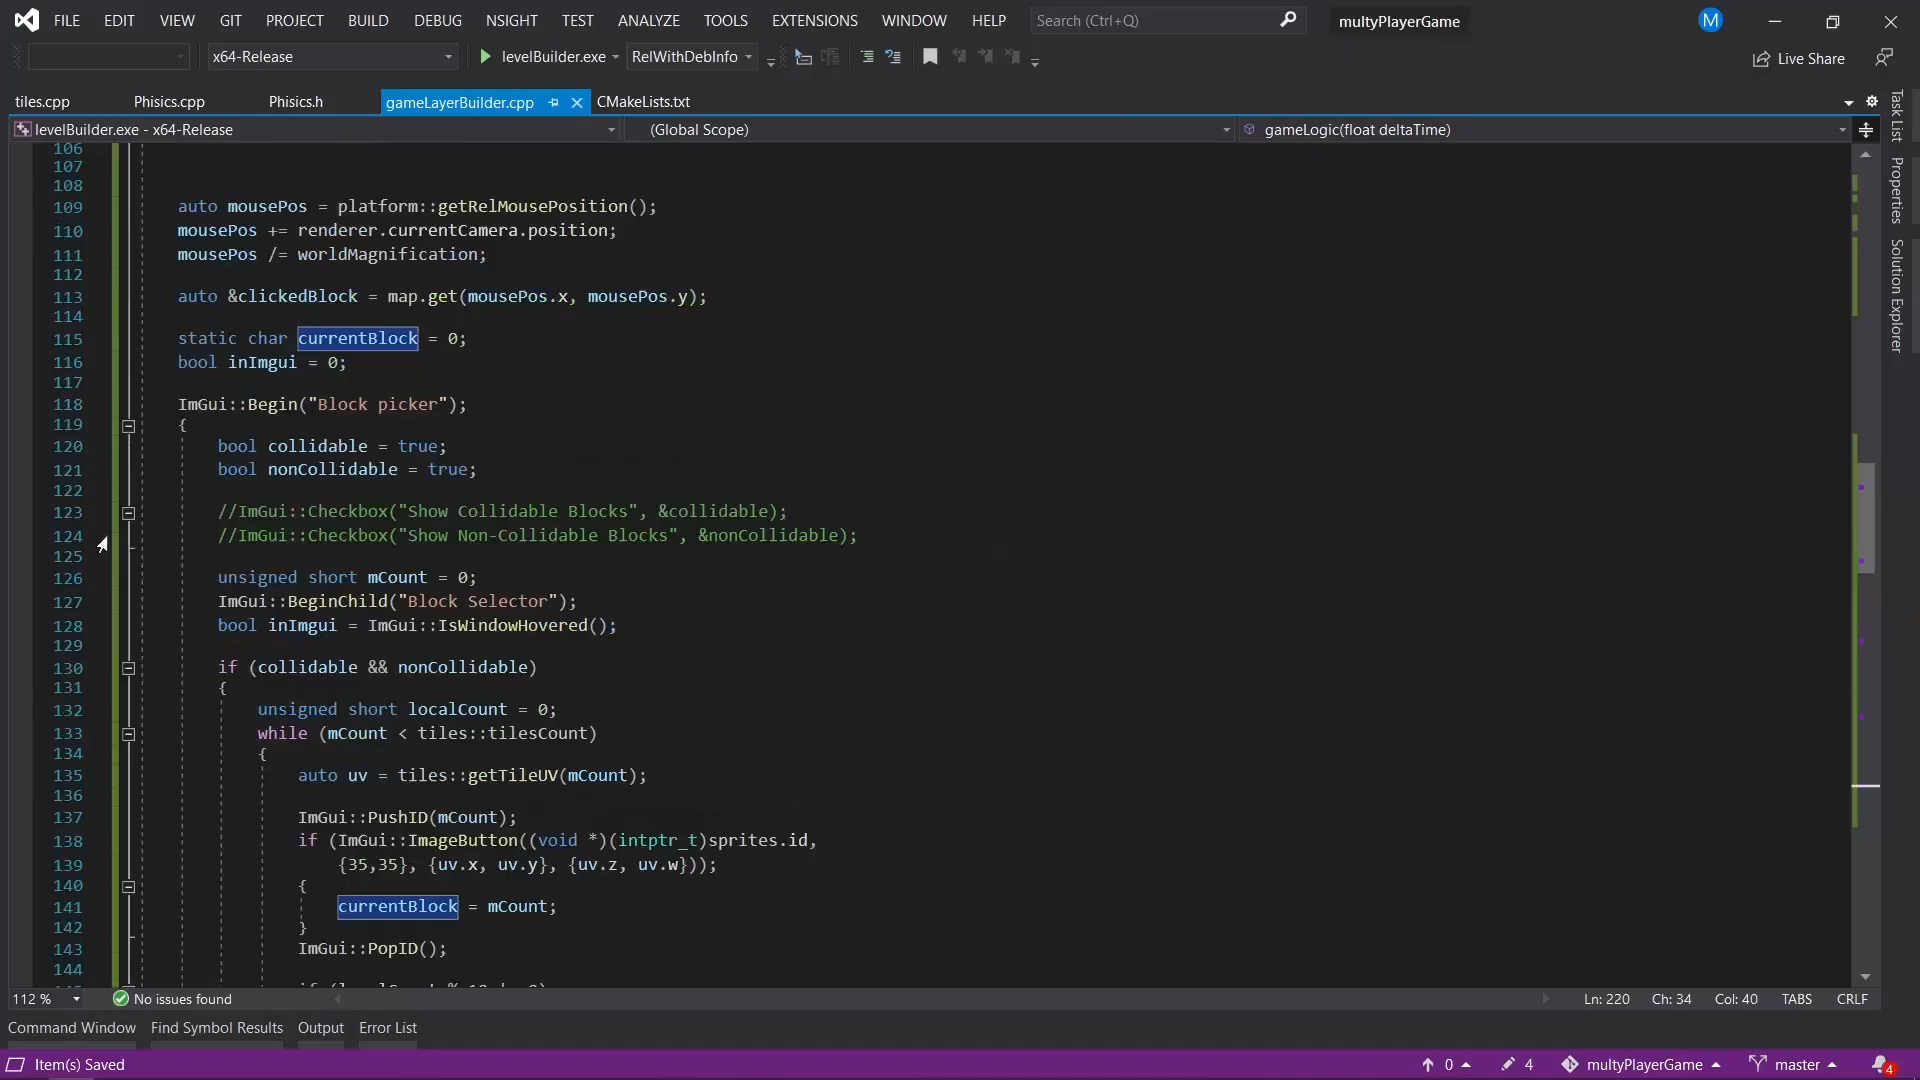 FILE EDIT VIEW GIT PROJECT BUILD DEBUG NSIGHT TEST ANALYZE TOOLS EXTENSIONS WINDOW HELP Search (Ctrl+Q) multyPlayerGame M
x64-Release levelBuilder.exe RelWithDebInfo Live Share
tiles.cpp Phisics.cpp Phisics.h gameLayerBuilder.cpp CMakeLists.txt
levelBuilder.exe - x64-Release (Global Scope) gameLogic(float deltaTime)
106
107
108
109 auto mousePos = platform::getRelMousePosition();
110 mousePos += renderer.currentCamera.position;
111 mousePos /= worldMagnification;
112
113 auto &clickedBlock = map.get(mousePos.x, mousePos.y);
114
115 static char currentBlock = 0;
116 bool inImgui = 0;
117
118 ImGui::Begin("Block picker");
119 {
120 bool collidable = true;
121 bool nonCollidable = true;
122
123 //ImGui::Checkbox("Show Collidable Blocks", &collidable);
124 //ImGui::Checkbox("Show Non-Collidable Blocks", &nonCollidable);
125
126 unsigned short mCount = 0;
127 ImGui::BeginChild("Block Selector");
128 bool inImgui = ImGui::IsWindowHovered();
129
130 if (collidable && nonCollidable)
131 {
132 unsigned short localCount = 0;
133 while (mCount < tiles::tilesCount)
134 {
135 auto uv = tiles::getTileUV(mCount);
136
137 ImGui::PushID(mCount);
138 if (ImGui::ImageButton((void *)(intptr_t)sprites.id,
139 {35,35}, {uv.x, uv.y}, {uv.z, uv.w}));
140 {
141 currentBlock = mCount;
142 }
143 ImGui::PopID();
144
Task List
Properties
Solution Explorer
112 % No issues found Ln: 220 Ch: 34 Col: 40 TABS CRLF
Command Window Find Symbol Results Output Error List
Item(s) Saved 0 4 multyPlayerGame master 4